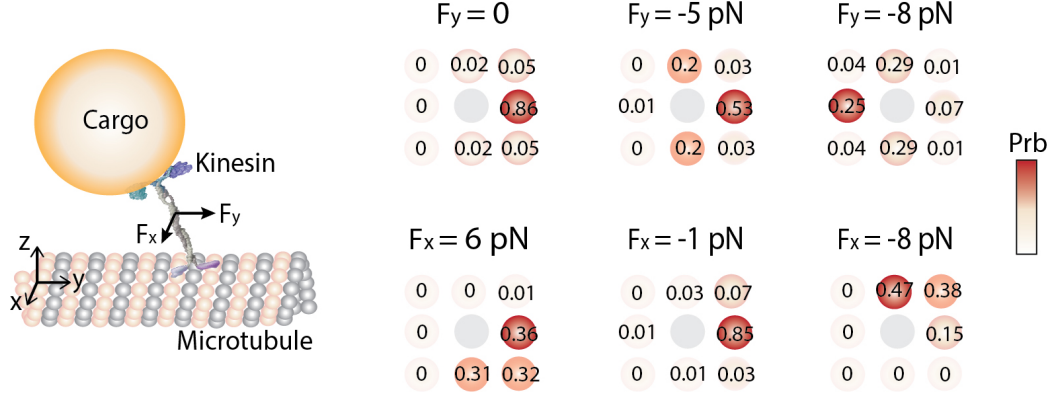 Cargo
Kinesin
Fy
Fx
z
y
x
Microtubule
Fy = 0
0 0.02 0.05
0 0.86
0 0.02 0.05
Fy = -5 pN
0 0.2 0.03
0.01 0.53
0 0.2 0.03
Fy = -8 pN
0.04 0.29 0.01
0.25 0.07
0.04 0.29 0.01
Fx = 6 pN
0 0 0.01
0 0.36
0 0.31 0.32
Fx = -1 pN
0 0.03 0.07
0.01 0.85
0 0.01 0.03
Fx = -8 pN
0 0.47 0.38
0 0.15
0 0 0
Prb